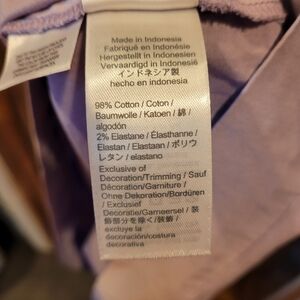 Made in Indonesia
Fabriqué en Indonésie
Hergestellt in Indonesien
Vervaardigd in Indonesië
インドネシア製
hecho en indonesia
98% Cotton / Coton /
Baumwolle / Katoen / 綿 /
algodón
2% Elastane / Élasthanne /
Elastan / Elastaan / ポリウ
レタン / elastano
Exclusive of
Decoration/Trimming / Sauf
Décoration/Garniture /
Ohne Dekoration/Bordüren
/ Exclusief
Decoratie/Garneersel / 装
飾部分を除く/装飾 /
excluye la
decoración/costura
decorativa